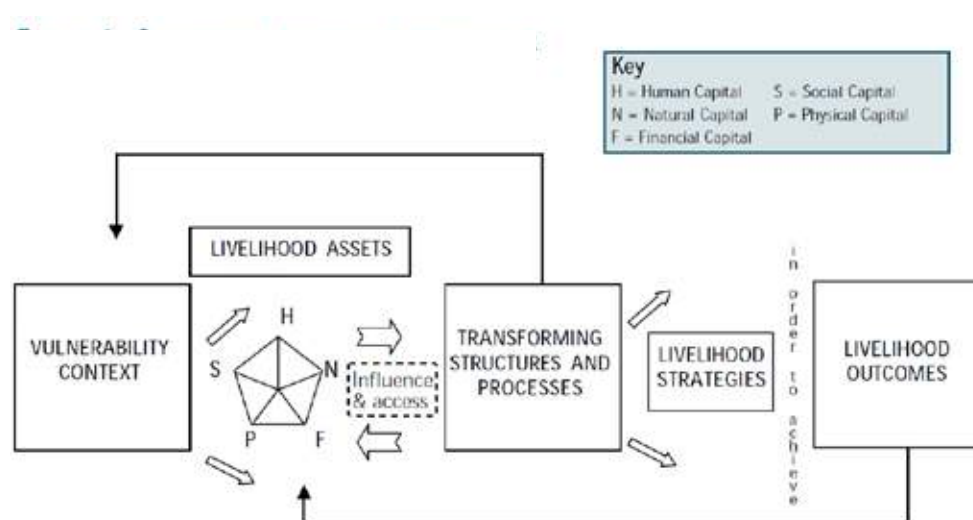 Key
H = Human Capital S = Social Capital
N = Natural Capital P = Physical Capital
F = Financial Capital
LIVELIHOOD ASSETS
VULNERABILITY
CONTEXT
H
S
N
P
F
Influence
& access
TRANSFORMING
STRUCTURES AND
PROCESSES
LIVELIHOOD
STRATEGIES
in order to achieve
LIVELIHOOD
OUTCOMES